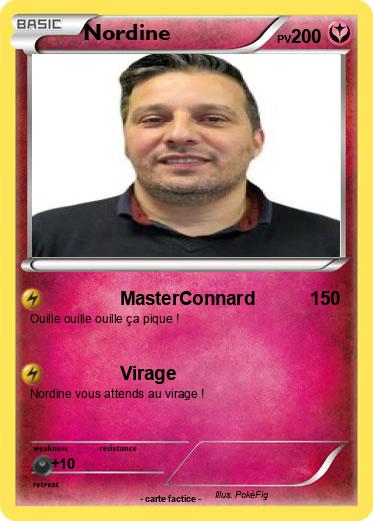 BASIC
Nordine
PV200
MasterConnard 150
Ouille ouille ouille ça pique !
Virage
Nordine vous attends au virage !
weakness resistance
+10
retreat
- carte factice -
Illus. PokéFig